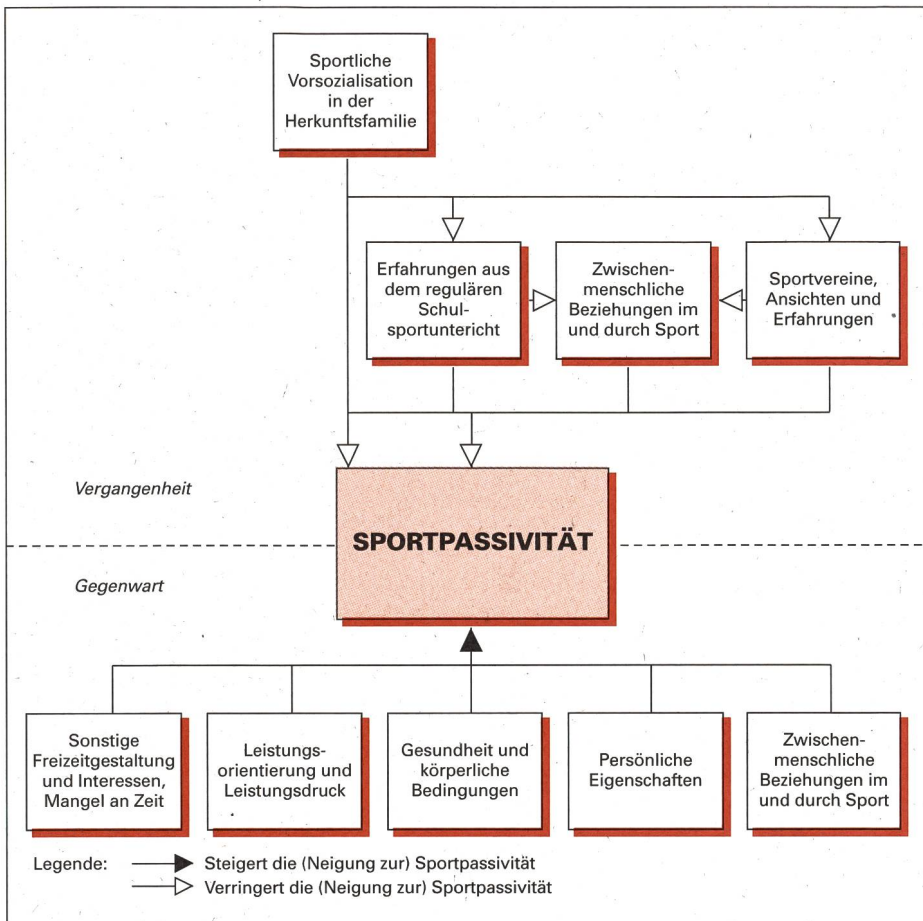 Sportliche
Vorsozialisation
in der
Herkunftsfamilie
Erfahrungen aus
dem regulären
Schul-
sportuntericht
Zwischen-
menschliche
Beziehungen im
und durch Sport
Sportvereine,
Ansichten und
Erfahrungen
Vergangenheit
SPORTPASSIVITÄT
Gegenwart
Sonstige
Freizeitgestaltung
und Interessen,
Mangel an Zeit
Leistungs-
orientierung und
Leistungsdruck
Gesundheit und
körperliche
Bedingungen
Persönliche
Eigenschaften
Zwischen-
menschliche
Beziehungen im
und durch Sport
Legende:
Steigert die (Neigung zur) Sportpassivität
Verringert die (Neigung zur) Sportpassivität